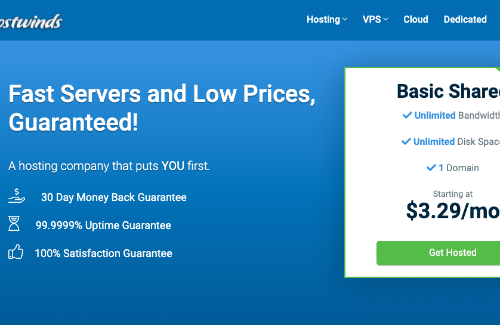 ostwinds
Hosting
VPS
Cloud
Dedicated
Fast Servers and Low Prices,
Guaranteed!
A hosting company that puts YOU first.
30 Day Money Back Guarantee
99.9999% Uptime Guarantee
100% Satisfaction Guarantee
Basic Share
Unlimited Bandwidth
Unlimited Disk Spac
1 Domain
Starting at
$3.29/mo
Get Hosted